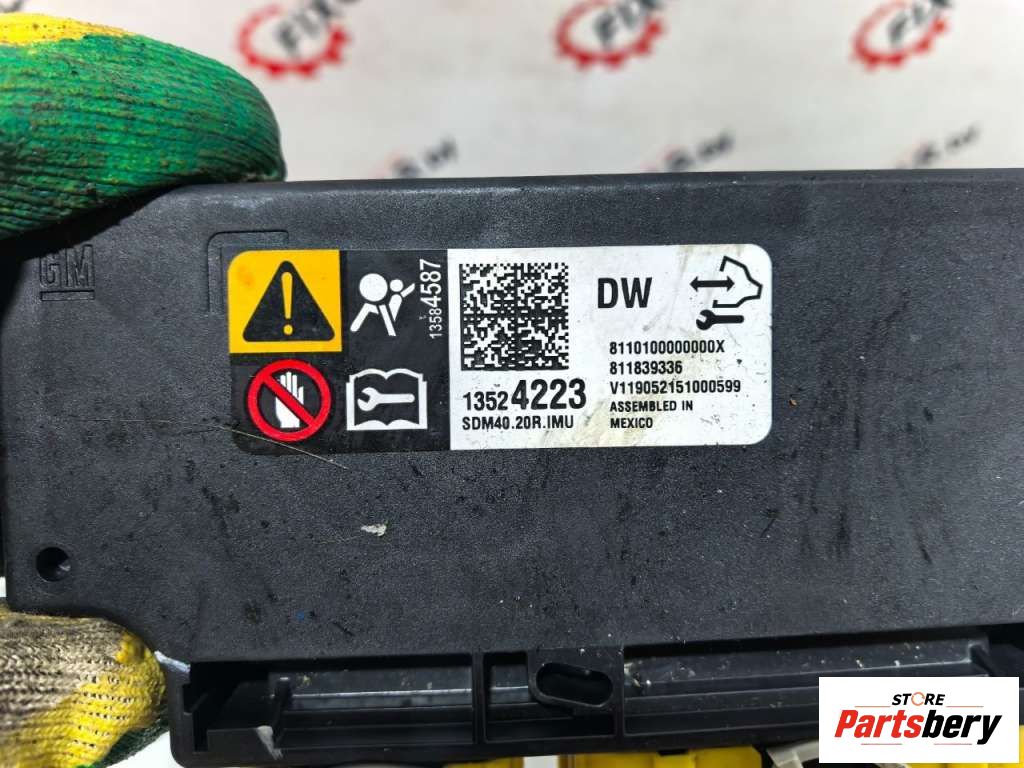 GM
13584587
DW
8110100000000X
811839336
V119052151000599
ASSEMBLED IN
MEXICO
13524223
SDM40.20R.IMU
STORE
Partsbery